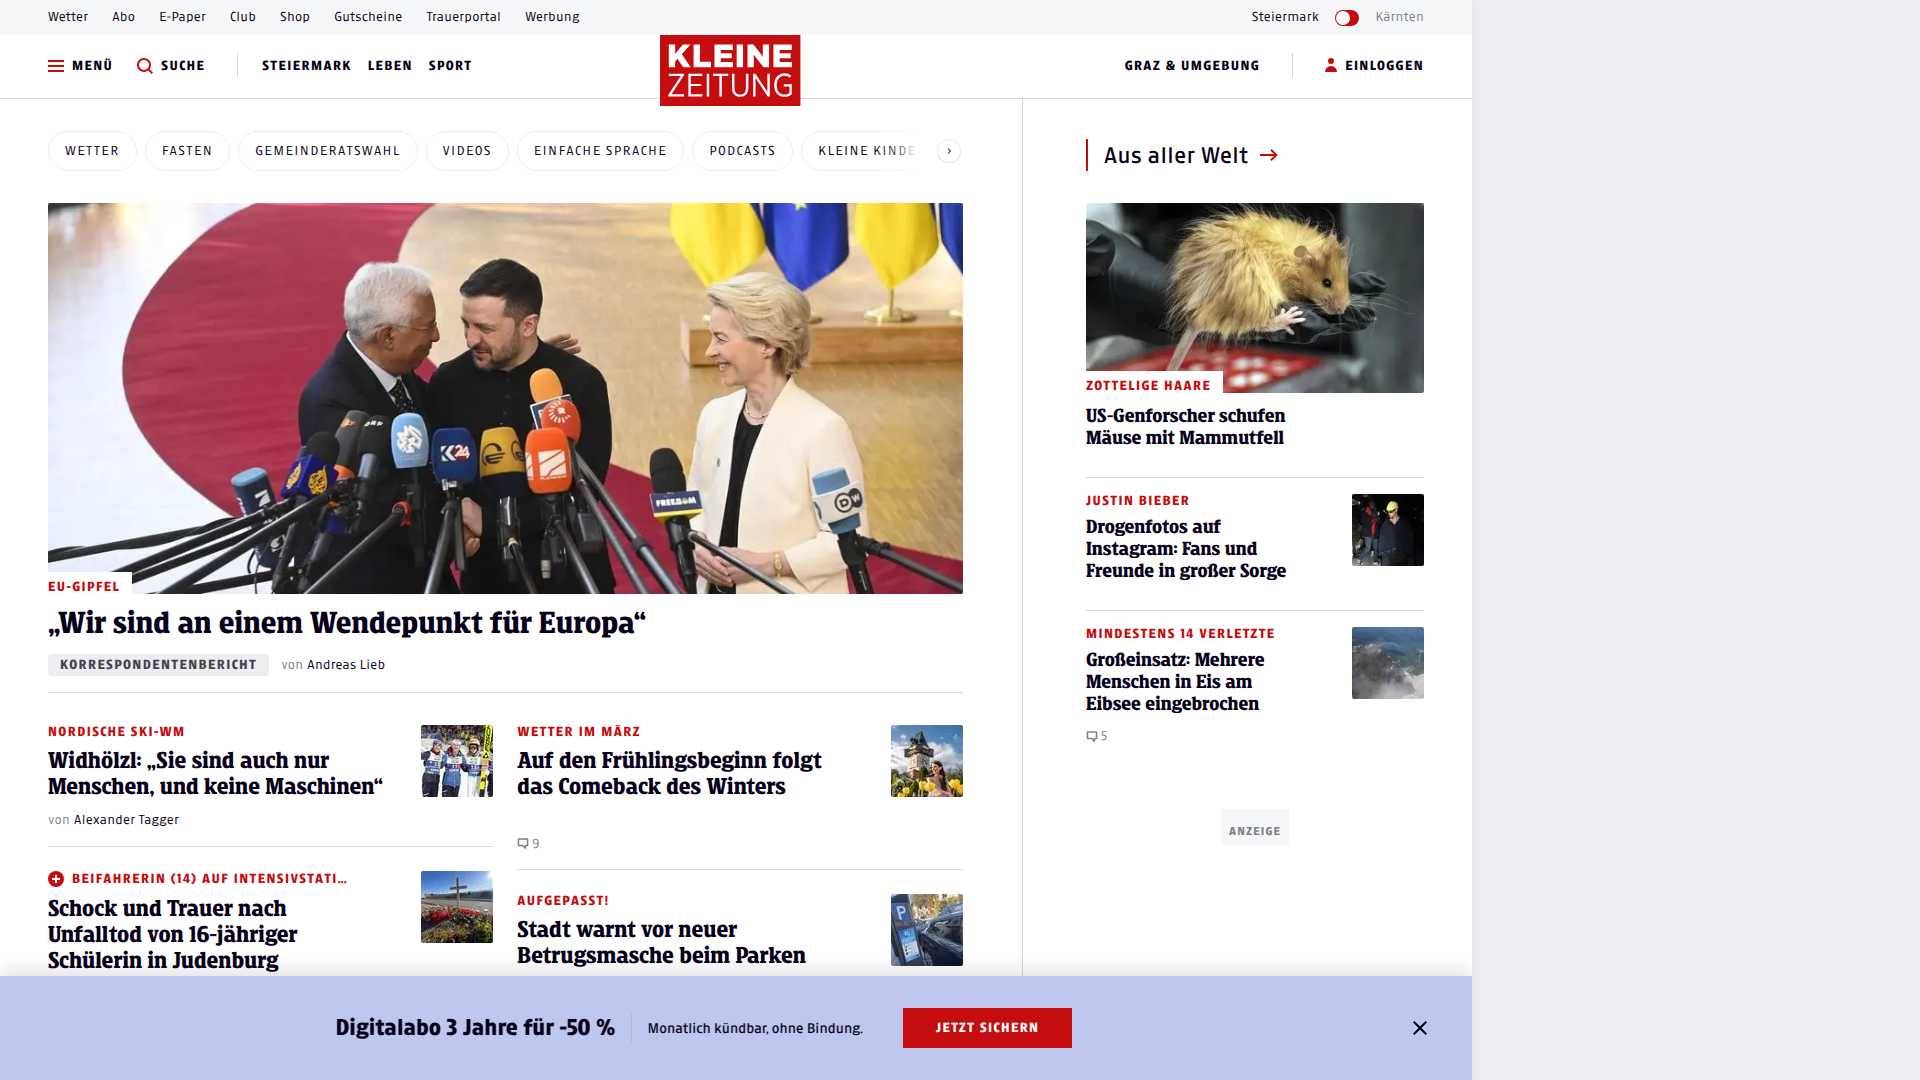 Wetter Abo E-Paper Club Shop Gutscheine Trauerportal Werbung
Steiermark Kärnten
MENÜ SUCHE STEIERMARK LEBEN SPORT
KLEINE
ZEITUNG
GRAZ & UMGEBUNG EINLOGGEN
WETTER FASTEN GEMEINDERATSWAHL VIDEOS EINFACHE SPRACHE PODCASTS KLEINE KINDE
K24
FREEDOM
DW
EU-GIPFEL
„Wir sind an einem Wendepunkt für Europa“
KORRESPONDENTENBERICHT von Andreas Lieb
NORDISCHE SKI-WM
Widhölzl: „Sie sind auch nur
Menschen, und keine Maschinen“
von Alexander Tagger
BEIFAHRERIN (14) AUF INTENSIVSTATI…
Schock und Trauer nach
Unfalltod von 16-jähriger
Schülerin in Judenburg
WETTER IM MÄRZ
Auf den Frühlingsbeginn folgt
das Comeback des Winters
9
AUFGEPASST!
Stadt warnt vor neuer
Betrugsmasche beim Parken
P
Aus aller Welt
ZOTTELIGE HAARE
US-Genforscher schufen
Mäuse mit Mammutfell
JUSTIN BIEBER
Drogenfotos auf
Instagram: Fans und
Freunde in großer Sorge
MINDESTENS 14 VERLETZTE
Großeinsatz: Mehrere
Menschen in Eis am
Eibsee eingebrochen
5
ANZEIGE
Digitalabo 3 Jahre für -50 %
Monatlich kündbar, ohne Bindung.
JETZT SICHERN